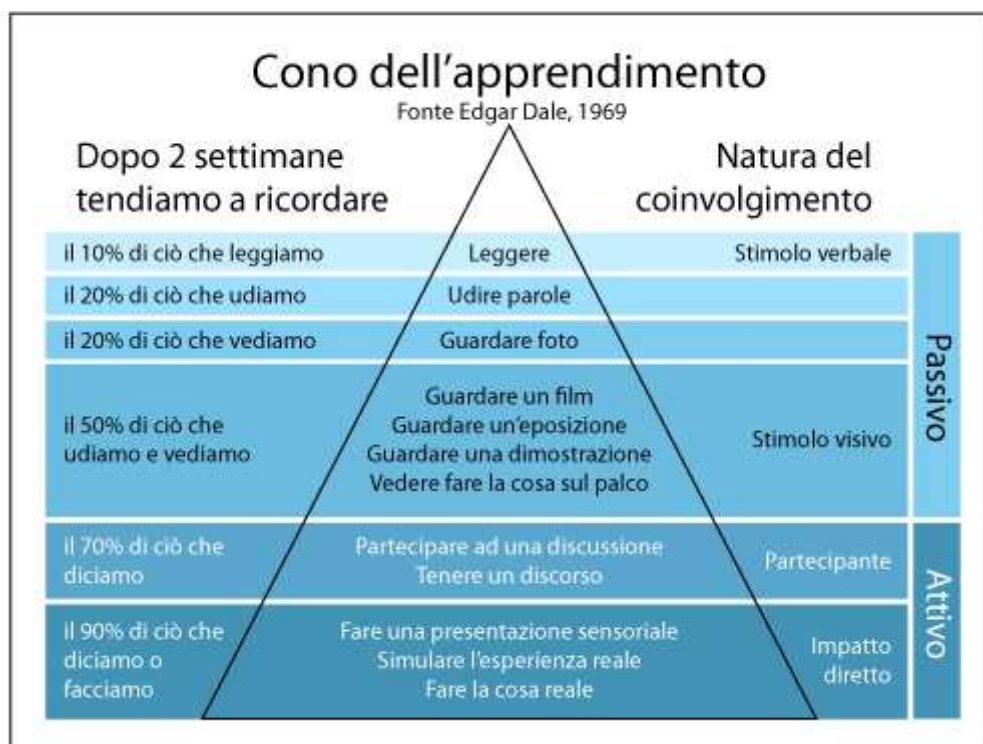 Cono dell'apprendimento
Fonte Edgar Dale, 1969
Dopo 2 settimane
tendiamo a ricordare
Natura del
coinvolgimento
il 10% di ciò che leggiamo
Leggere
Stimolo verbale
il 20% di ciò che udiamo
Udire parole
il 20% di ciò che vediamo
Guardare foto
il 50% di ciò che
udiamo e vediamo
Guardare un film
Guardare un'eposizione
Guardare una dimostrazione
Vedere fare la cosa sul palco
Stimolo visivo
Passivo
il 70% di ciò che
diciamo
Partecipare ad una discussione
Tenere un discorso
Partecipante
il 90% di ciò che
diciamo o
facciamo
Fare una presentazione sensoriale
Simulare l'esperienza reale
Fare la cosa reale
Impatto
diretto
Attivo